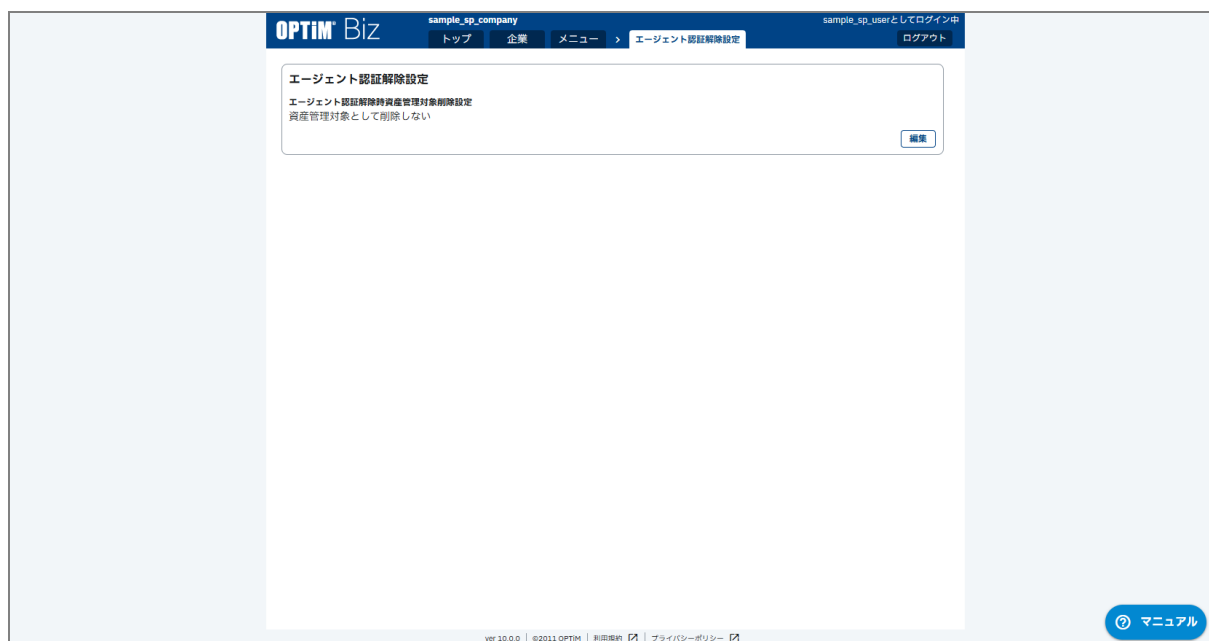 OPTiM Biz
sample_sp_company
sample_sp_userとしてログイン中
トップ 企業 メニュー › エージェント認証解除設定 ログアウト
エージェント認証解除設定
エージェント認証解除時資産管理対象削除設定
資産管理対象として削除しない
編集
マニュアル
ver 10.0.0 | ©2011 OPTiM | 利用規約 | プライバシーポリシー